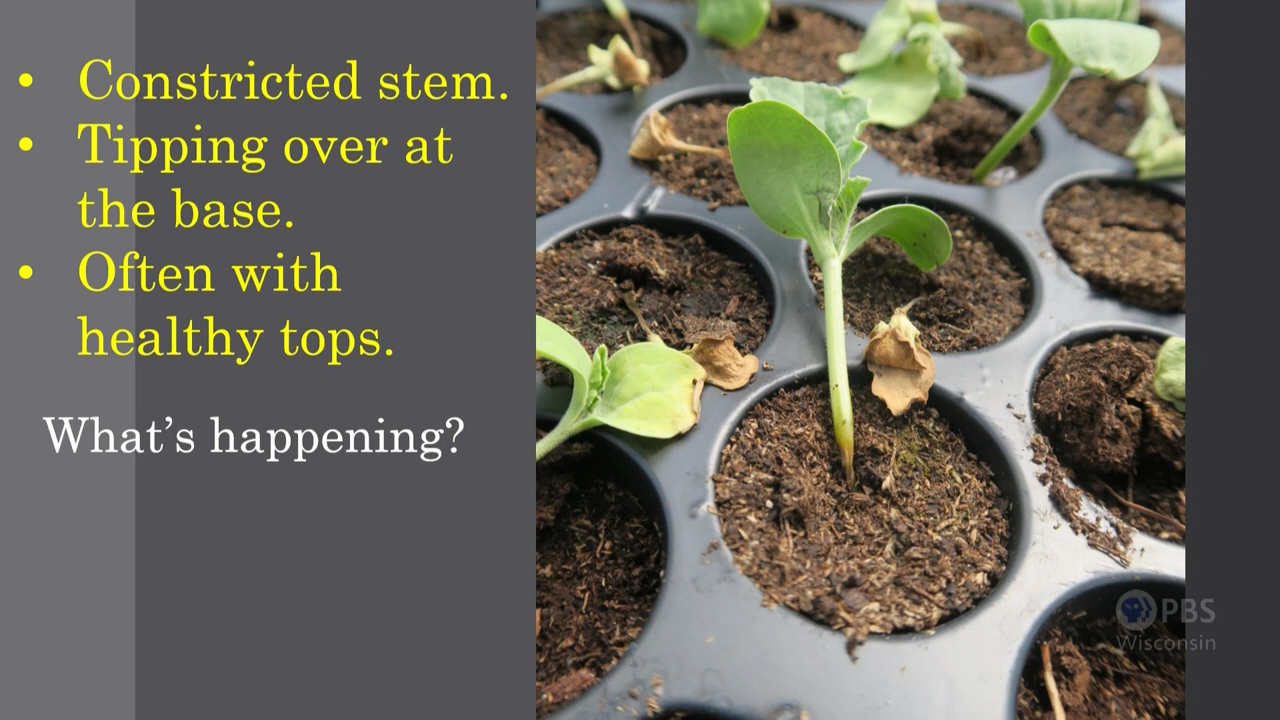 • Constricted stem.
• Tipping over at
the base.
• Often with
healthy tops.
What's happening?
PBS
Wisconsin